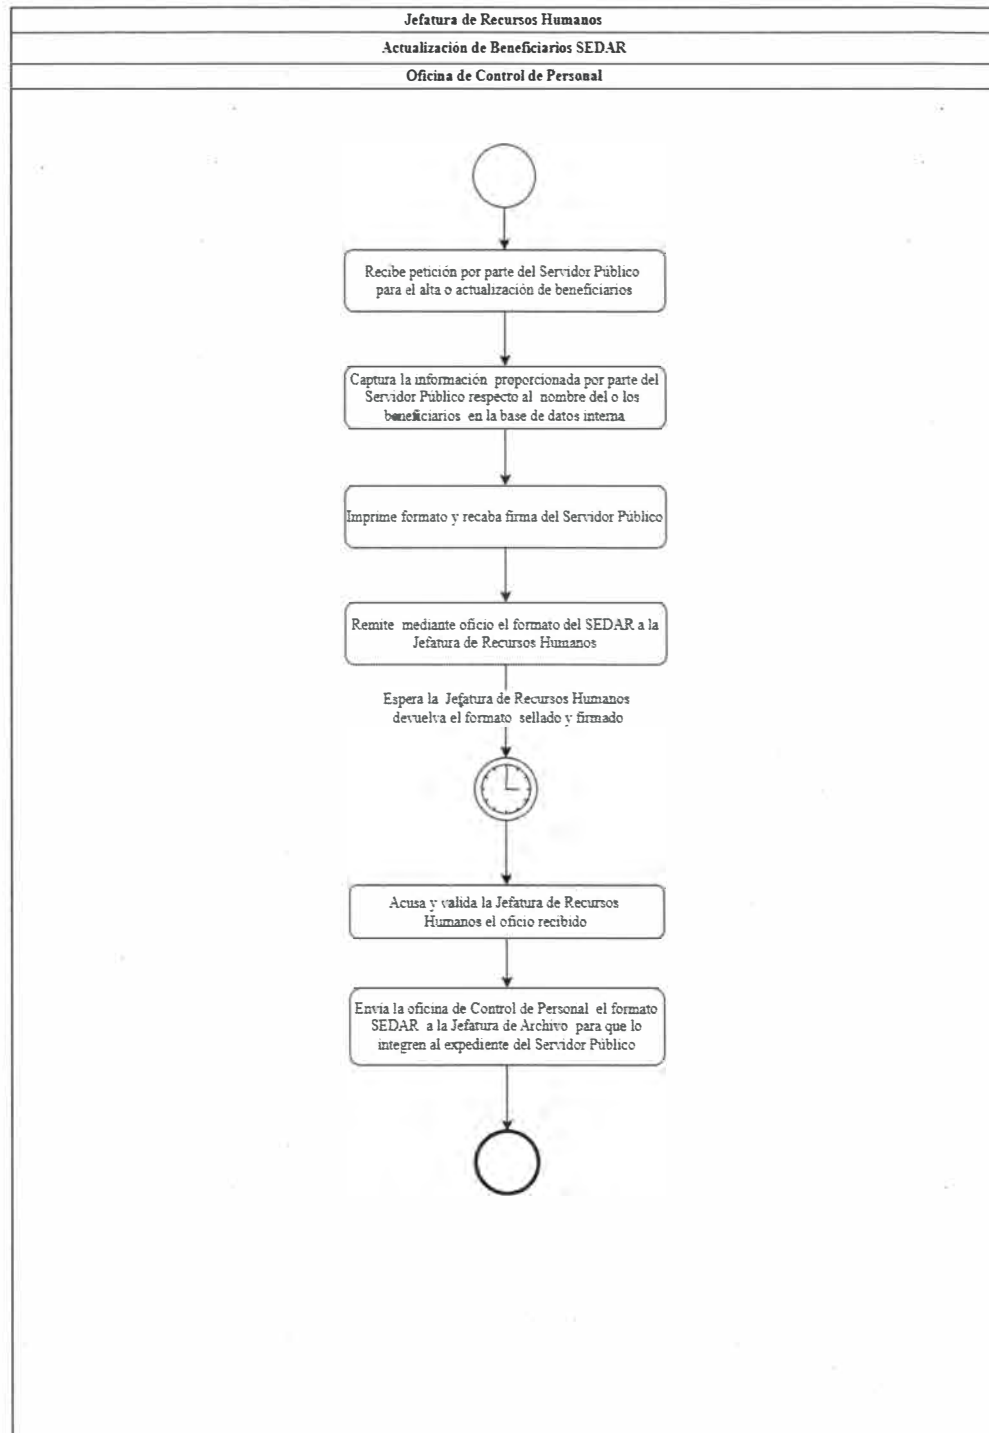 Jefatura de Recursos Humanos
Actualización de Beneficiarios SEDAR
Oficina de Control de Personal
Recibe petición por parte del Servidor Público
para el alta o actualización de beneficiarios
Captura la información proporcionada por parte del
Servidor Público respecto al nombre del o los
beneficiarios en la base de datos interna
Imprime formato y recaba firma del Servidor Público
Remite mediante oficio el formato del SEDAR a la
Jefatura de Recursos Humanos
Espera la Jefatura de Recursos Humanos
devuelva el formato sellado y firmado
Acusa y valida la Jefatura de Recursos
Humanos el oficio recibido
Envía la oficina de Control de Personal el formato
SEDAR a la Jefatura de Archivo para que lo
integren al expediente del Servidor Público